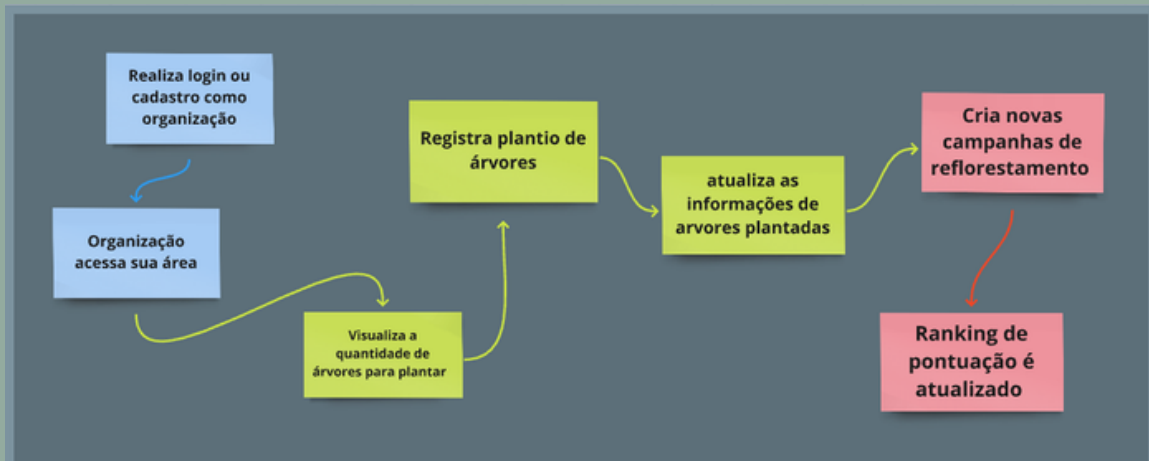 Realiza login ou
cadastro como
organização
Organização
acessa sua área
Visualiza a
quantidade de
árvores para plantar
Registra plantio de
árvores
atualiza as
informações de
arvores plantadas
Cria novas
campanhas de
reflorestamento
Ranking de
pontuação é
atualizado